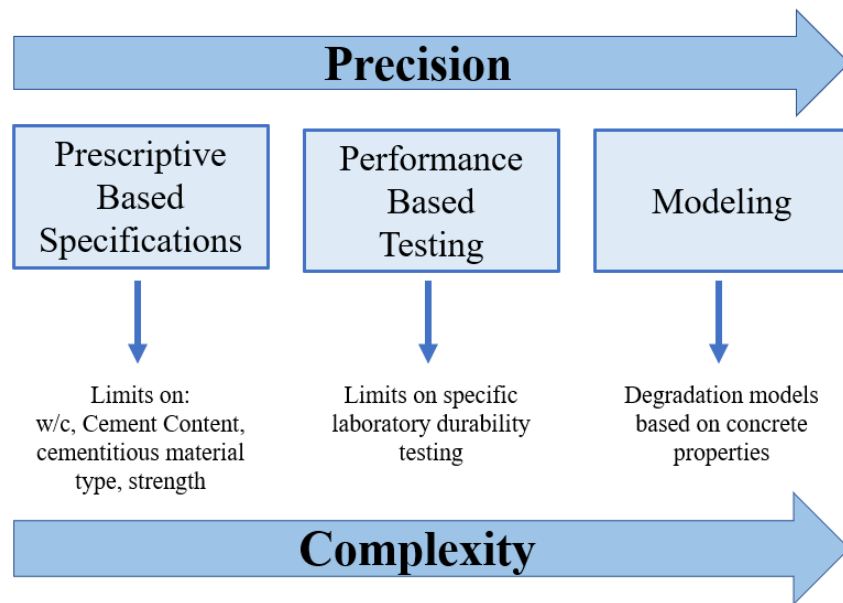 Precision
Prescriptive
Based
Specifications
Performance
Based
Testing
Modeling
Limits on:
w/c, Cement Content,
cementitious material
type, strength
Limits on specific
laboratory durability
testing
Degradation models
based on concrete
properties
Complexity